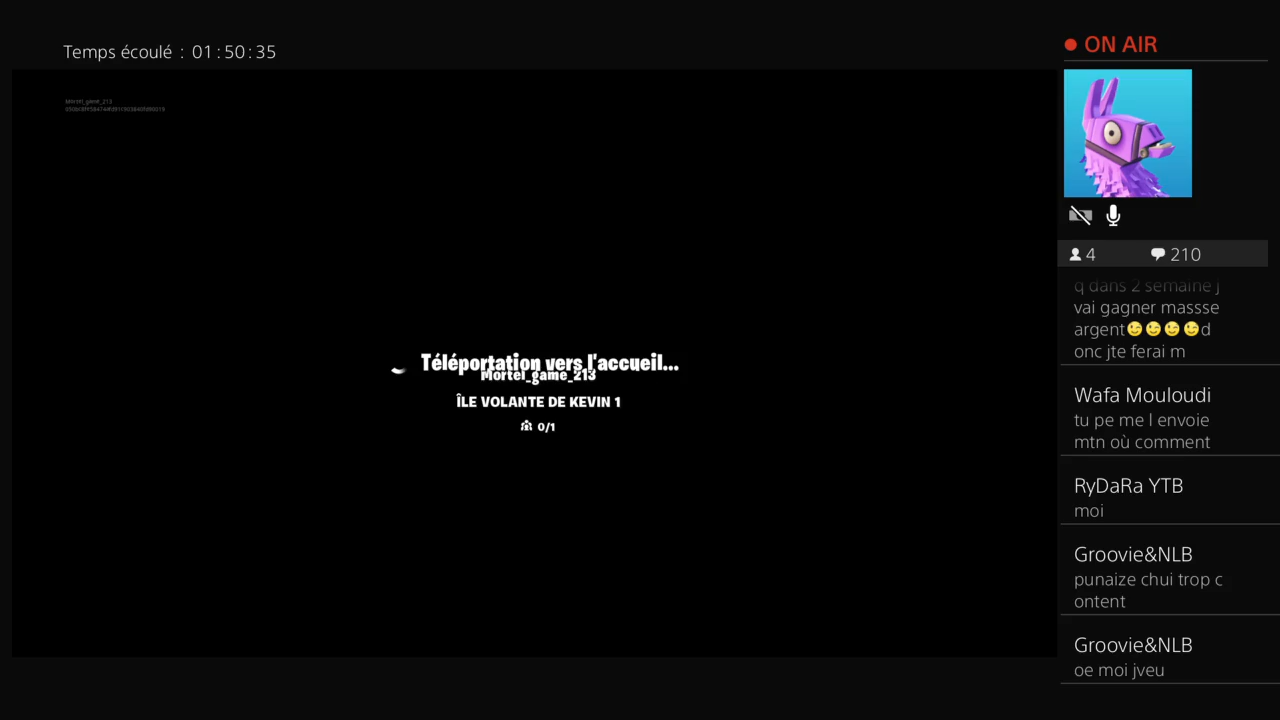 Temps écoulé : 01:50:35
ON AIR
Mortel_game_213
4
210
q dans 2 semaine j
vai gagner massse
argent😉😉😉😉d
onc jte ferai m
Téléportation vers l'accueil...
Mortel_game_213
ÎLE VOLANTE DE KEVIN 1
0/1
Wafa Mouloudi
tu pe me l envoie
mtn où comment
RyDaRa YTB
moi
Groovie&NLB
punaize chui trop c
ontent
Groovie&NLB
oe moi jveu